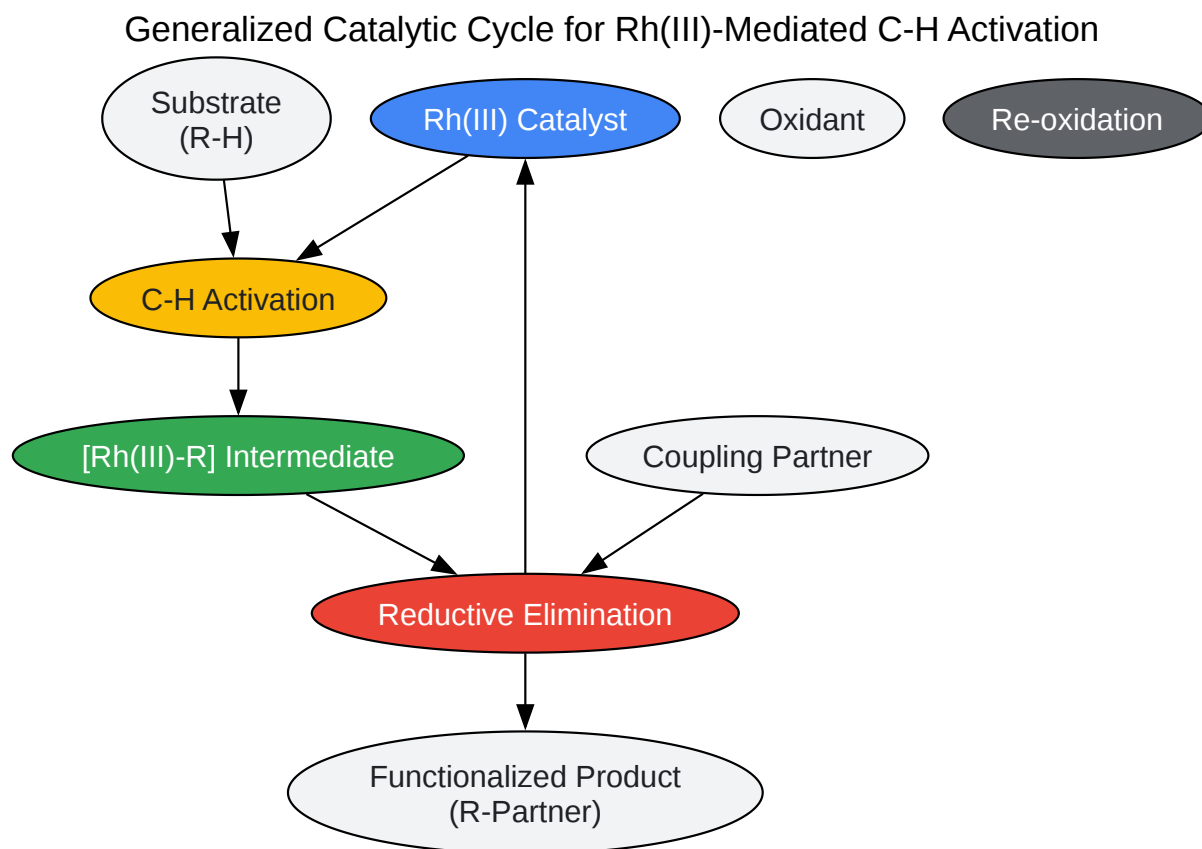 Generalized Catalytic Cycle for Rh(III)-Mediated C-H Activation
Substrate
(R-H)
Rh(III) Catalyst
Oxidant
Re-oxidation
C-H Activation
[Rh(III)-R] Intermediate
Coupling Partner
Reductive Elimination
Functionalized Product
(R-Partner)